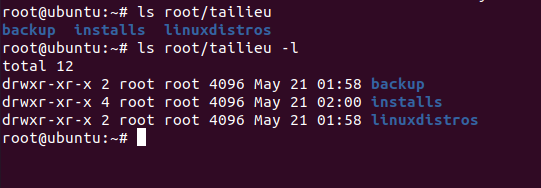 root@ubuntu:~# ls root/tailieu
backup  installs  linuxdistros
root@ubuntu:~# ls root/tailieu -l
total 12
drwxr-xr-x 2 root root 4096 May 21 01:58 backup
drwxr-xr-x 4 root root 4096 May 21 02:00 installs
drwxr-xr-x 2 root root 4096 May 21 01:58 linuxdistros
root@ubuntu:~#